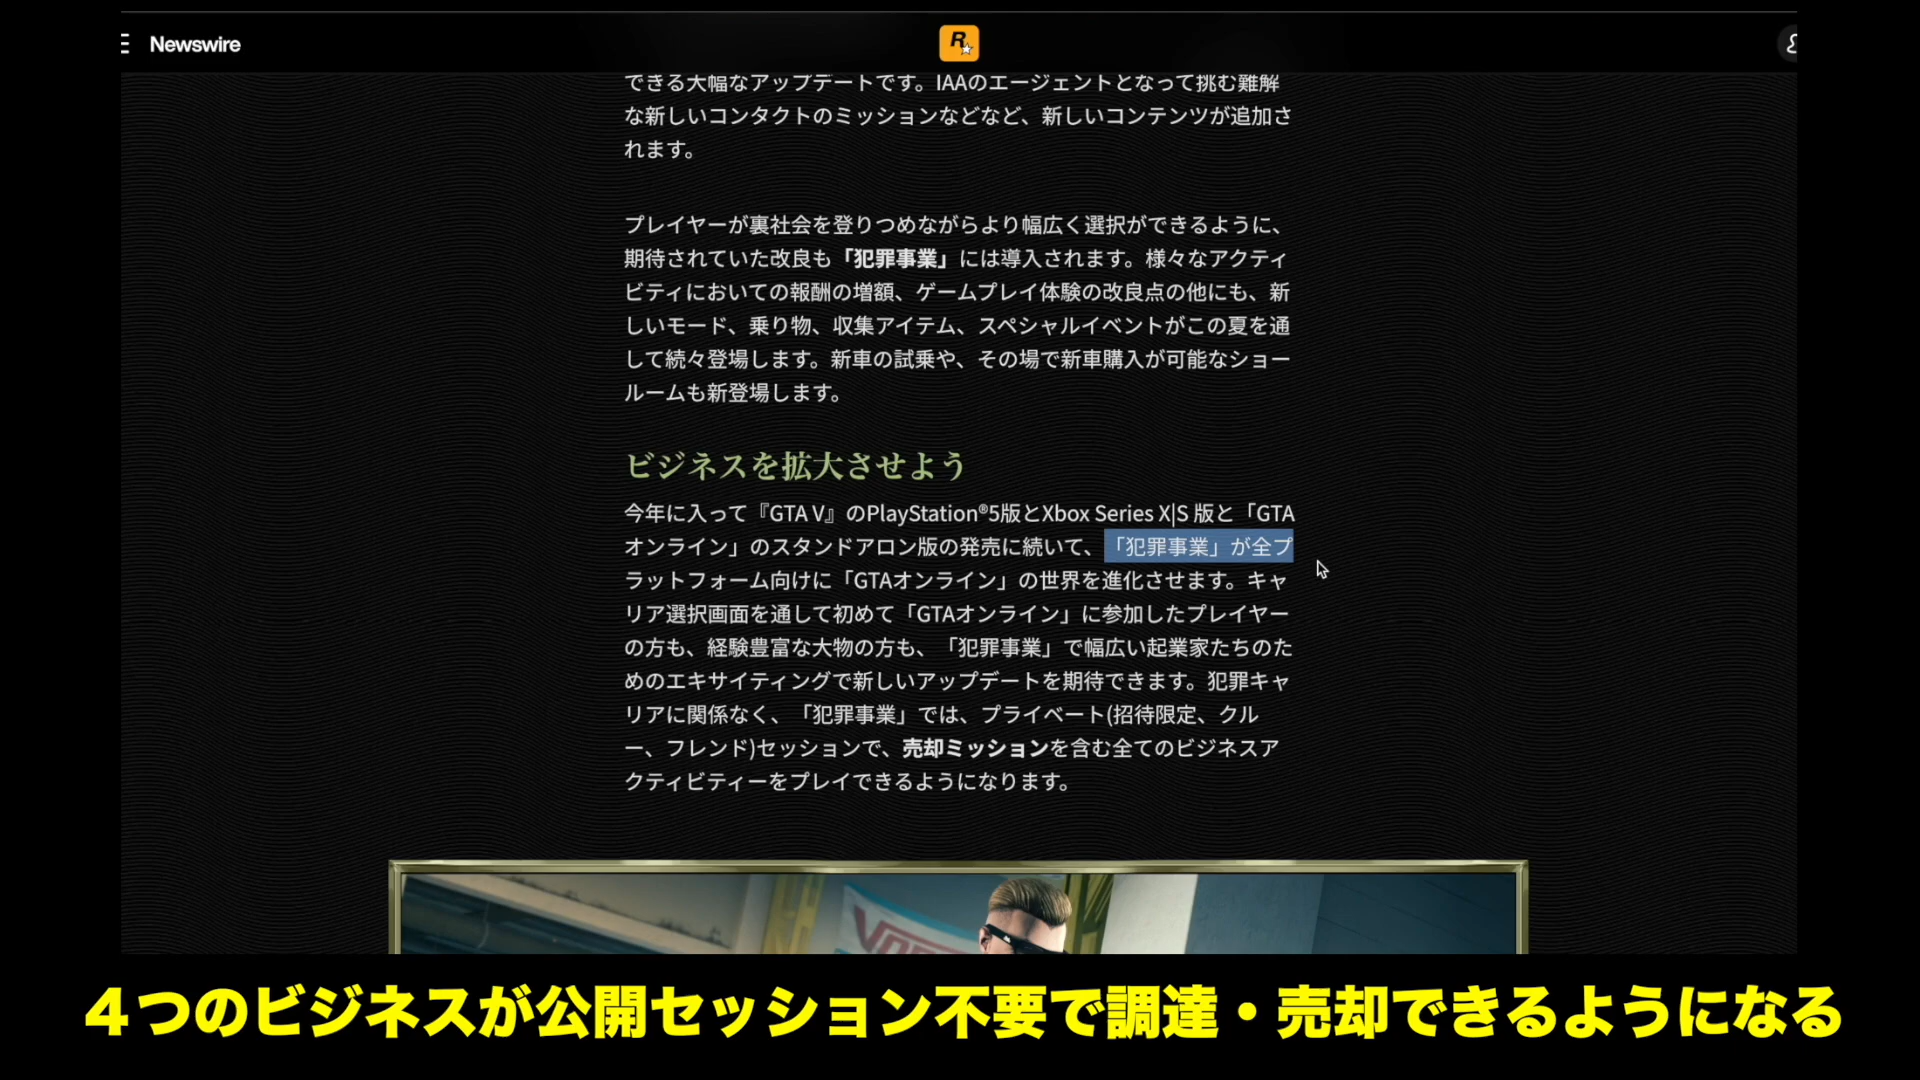 Newswire
できる大幅なアップデートです。IAAのエージェントとなって挑む難解
な新しいコンタクトのミッションなどなど、新しいコンテンツが追加さ
れます。
プレイヤーが裏社会を登りつめながらより幅広く選択ができるように、
期待されていた改良も「犯罪事業」には導入されます。様々なアクティ
ビティにおいての報酬の増額、ゲームプレイ体験の改良点の他にも、新
しいモード、乗り物、収集アイテム、スペシャルイベントがこの夏を通
して続々登場します。新車の試乗や、その場で新車購入が可能なショー
ルームも新登場します。
ビジネスを拡大させよう
今年に入って『GTA V』のPlayStation®5版とXbox Series X|S 版と「GTA
オンライン」のスタンドアロン版の発売に続いて、「犯罪事業」が全プ
ラットフォーム向けに「GTAオンライン」の世界を進化させます。キャ
リア選択画面を通して初めて「GTAオンライン」に参加したプレイヤー
の方も、経験豊富な大物の方も、「犯罪事業」で幅広い起業家たちのた
めのエキサイティングで新しいアップデートを期待できます。犯罪キャ
リアに関係なく、「犯罪事業」では、プライベート(招待限定、クル
ー、フレンド)セッションで、売却ミッションを含む全てのビジネスア
クティビティーをプレイできるようになります。
４つのビジネスが公開セッション不要で調達・売却できるようになる